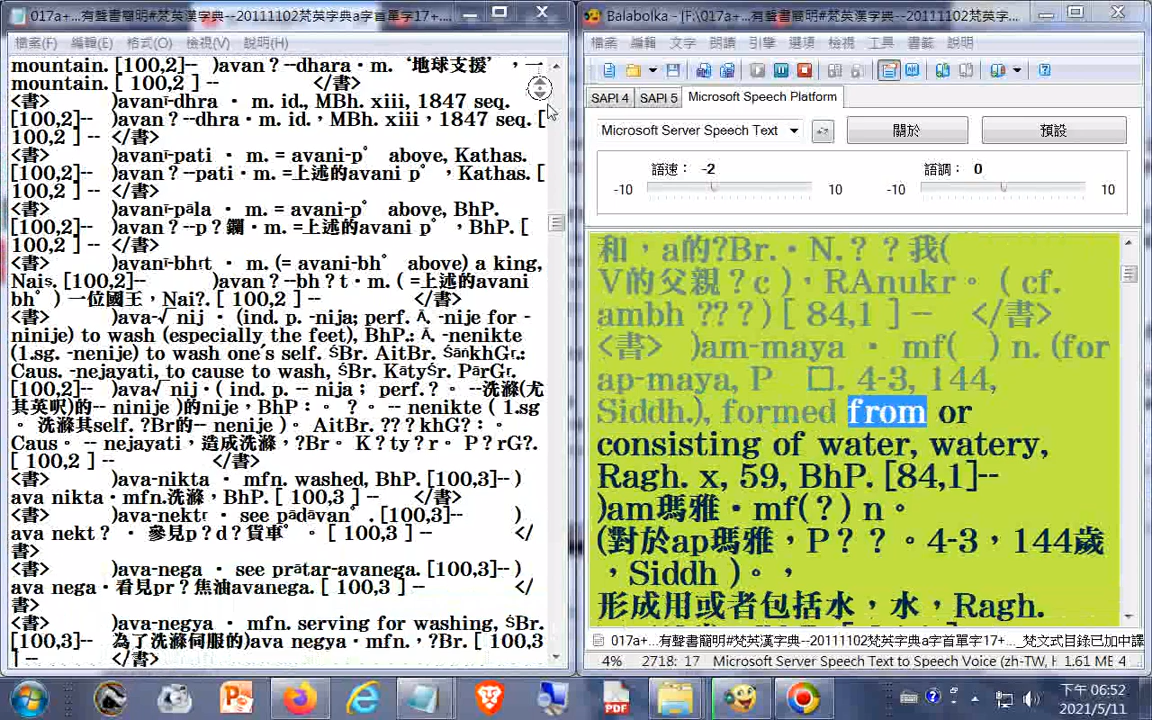 017a+...有聲書簡明#梵英漢字典--20111102梵英字典a字首單字17+...
檔案(F) 編輯(E) 格式(O) 檢視(V) 說明(H)
mountain. [100,2]-- )avan ? --dhara・m.‘地球支援’，一
mountain. [ 100,2 ] -- </書>
<書> )avanī-dhra ・ m. id., MBh. xiii, 1847 seq.
[100,2]-- )avan ? --dhra・m. id.，MBh. xiii，1847 seq. [
100,2 ] -- </書>
<書> )avanī-pati ・ m. = avani-p° above, Kathas.
[100,2]-- )avan ? --pati・m. =上述的avani p°，Kathas. [
100,2 ] -- </書>
<書> )avanī-pāla ・ m. = avani-p° above, BhP.
[100,2]-- )avan ? --p ? 鑭・m. =上述的avani p°，BhP. [
100,2 ] -- </書>
<書> )avanī-bhṛt ・ m. (= avani-bh° above) a king,
Naiṣ. [100,2]-- )avan ? --bh ? t・m. ( =上述的avani
bh° ) 一位國王，Nai?. [ 100,2 ] -- </書>
<書> )ava-√ nij ・ (ind. p. -nija; perf. Ā. -nije for -
ninije) to wash (especially the feet), BhP.: Ā. -nenikte
(1.sg. -nenije) to wash one's self. ŚBr. AitBr. ŚāṅkhGṛ.:
Caus. -nejayati, to cause to wash, ŚBr. KātyŚr. PārGṛ.
[100,2]-- )ava√ nij・( ind. p. -- nija； perf. ? 。 --洗滌(尤
其英呎)的-- ninije )的nije，BhP：。 ? 。 -- nenikte ( 1.sg
。 洗滌其self. ?Br.的-- nenije )。 AitBr. ???khG?：。
Caus。 -- nejayati，造成洗滌，?Br。 K?ty?r。 P?rG?.
[ 100,2 ] -- </書>
<書> )ava-nikta ・ mfn. washed, BhP. [100,3]-- )
ava nikta・mfn.洗滌，BhP. [ 100,3 ] -- </書>
<書> )ava-nektṛ ・ see pādāvan°. [100,3]-- )
ava nekt ? ・ 參見p ? d ? 貨車°。 [ 100,3 ] -- </
書>
<書> )ava-nega ・ see prātar-avanega. [100,3]-- )
ava nega・看見pr ? 焦油avanega. [ 100,3 ] -- </
書>
<書> )ava-negya ・ mfn. serving for washing, ŚBr.
[100,3]-- 為了洗滌伺服的)ava negya・mfn.，?Br. [ 100,3
] -- </書>
Balabolka - [F:\017a+...有聲書簡明#梵英漢字典--20111102梵英字...
檔案 編輯 文字 朗讀 引擎 選項 檢視 工具 書籤 說明
SAPI 4 SAPI 5 Microsoft Speech Platform
Microsoft Server Speech Text 關於 預設
語速： -2 語調： 0
-10 10 -10 10
和，a的?Br.・N. ? ? 我(
V的父親 ? c )，RAnukr。 ( cf.
ambh ?? ? ) [ 84,1 ] -- </書>
<書> )am-maya ・ mf( ) n. (for
ap-maya, P 口. 4-3, 144,
Siddh.), formed from or
consisting of water, watery,
Ragh. x, 59, BhP. [84,1]--
)am瑪雅・mf( ? ) n。
(對於ap瑪雅，P ? ? 。4-3，144歲
，Siddh )。，
形成用或者包括水，水，Ragh.
017a+...有聲書簡明#梵英漢字典--20111102梵英字典a字首單字17+..._梵文式目錄已加中譯
4% 2718: 17 Microsoft Server Speech Text to Speech Voice (zh-TW, H 1.61 ME 4
下午 06:52
2021/5/11